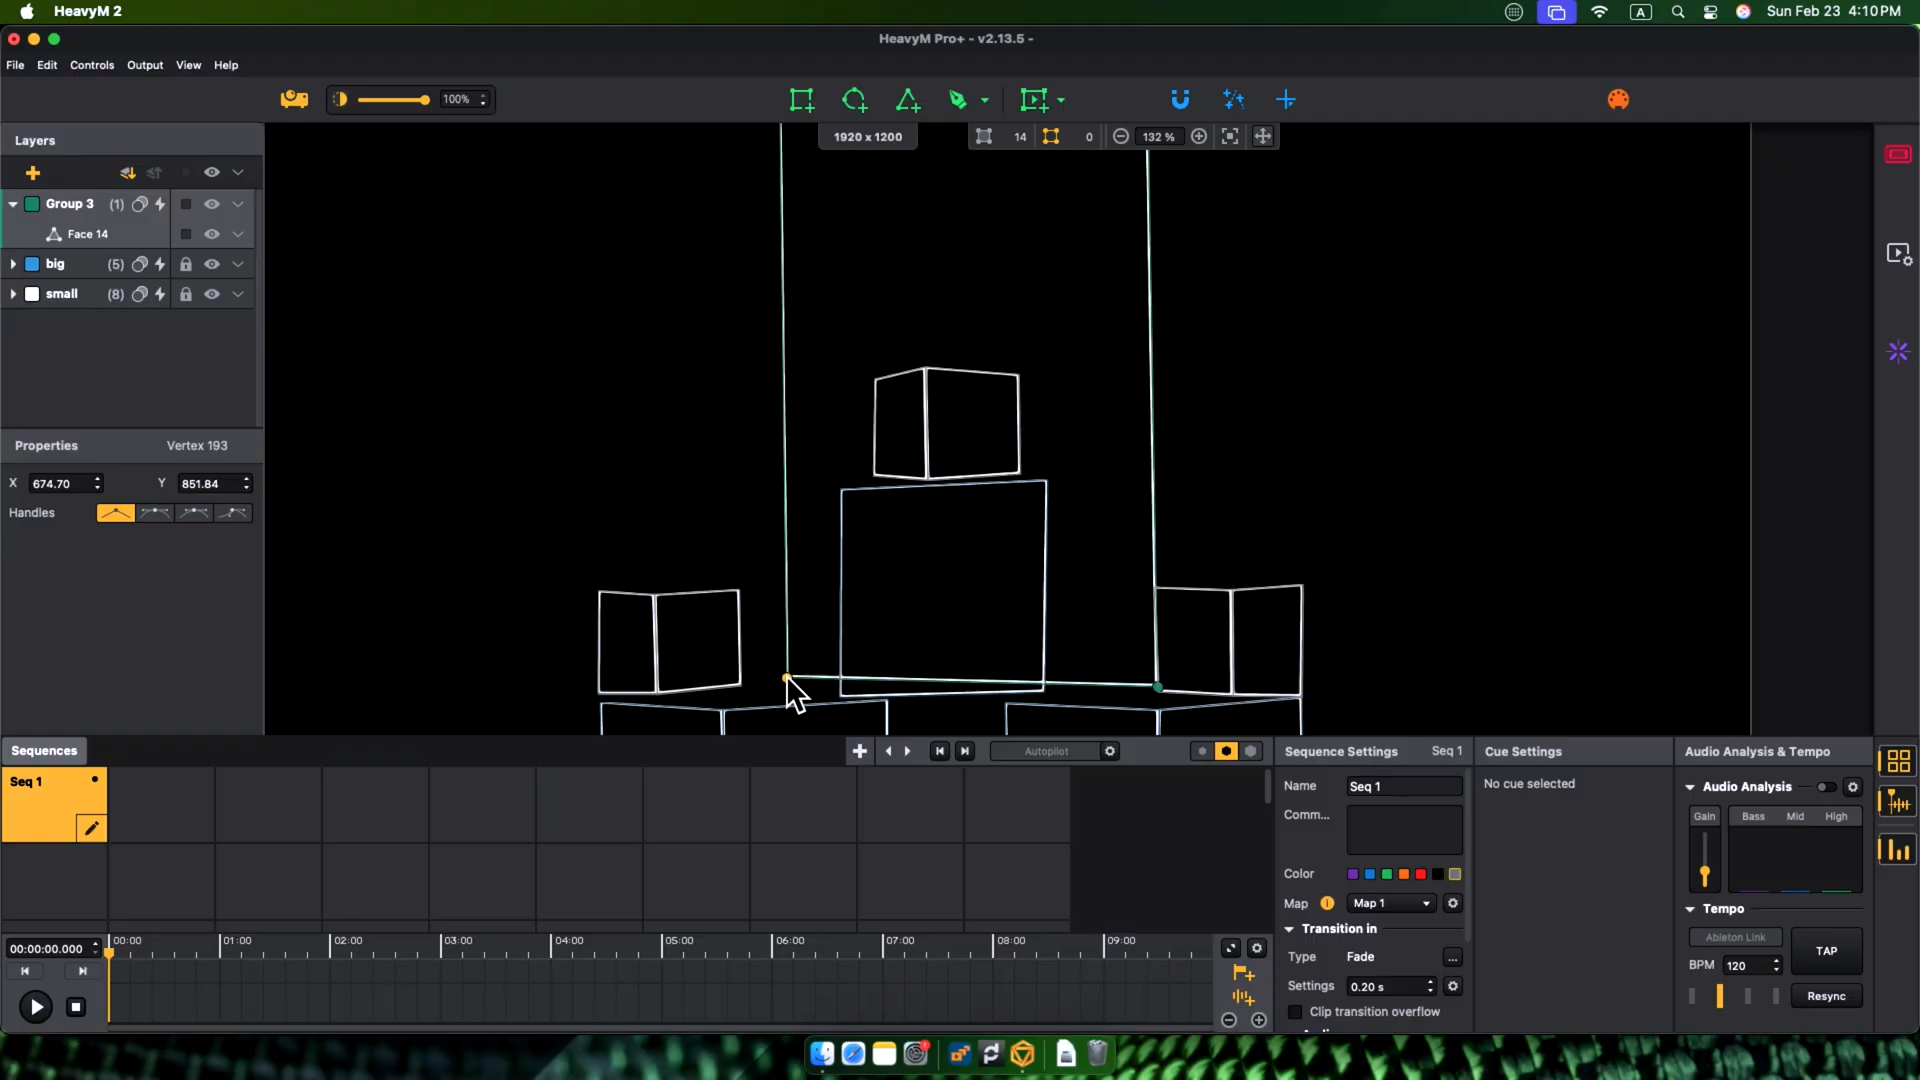 HeavyM 2
A
Sun Feb 23 4:10 PM
HeavyM Pro+ - v2.13.5 -
File Edit Controls Output View Help
100%
Layers
1920 x 1200
14
0
132 %
Group 3 (1)
Face 14
big (5)
small (8)
Properties Vertex 193
X 674.70 Y 851.84
Handles
Sequences
Autopilot
Sequence Settings Seq 1
Cue Settings
Audio Analysis & Tempo
Seq 1
Name Seq 1
No cue selected
Audio Analysis
Comm...
Gain Bass Mid High
Color
Map Map 1
Tempo
Transition in
Ableton Link
TAP
00:00:00.000
00:00 01:00 02:00 03:00 04:00 05:00 06:00 07:00 08:00 09:00
Type Fade ...
BPM 120
Settings 0.20 s
Resync
Clip transition overflow